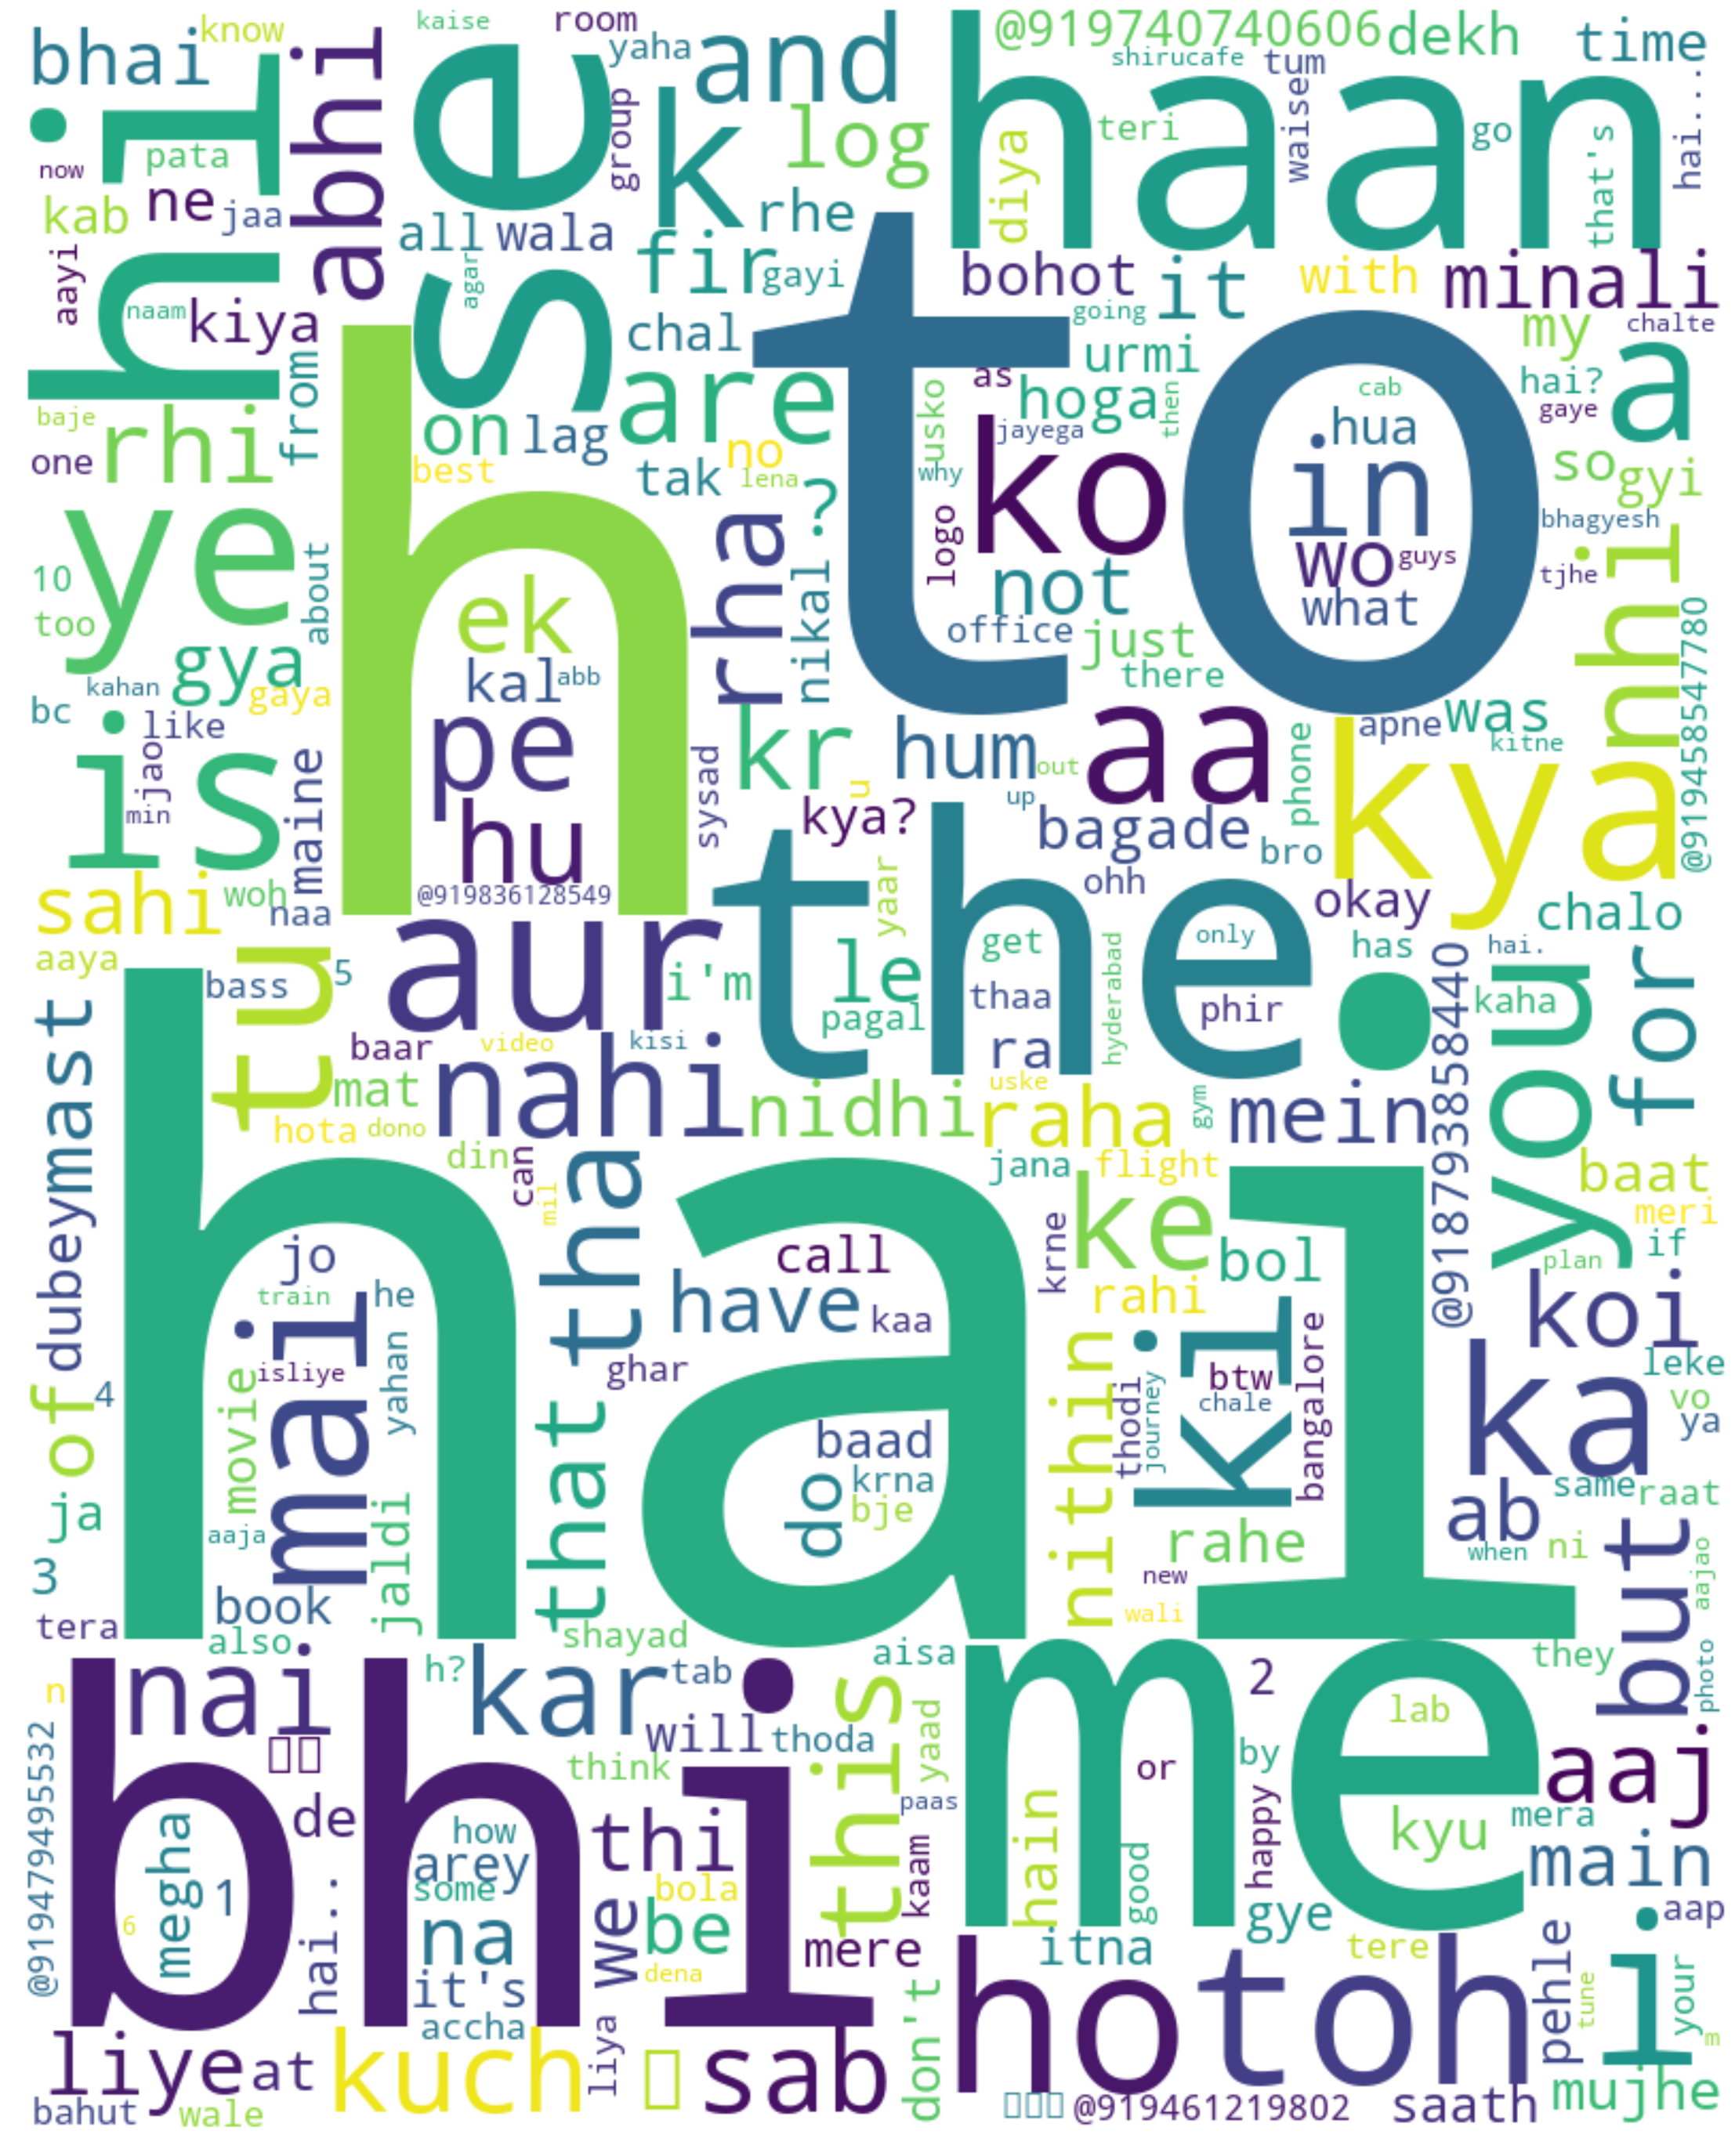 know
kaise
room
@919740740606
dekh
time
bhai
yaha
and
shirucafe
tum
hi
abhi
se
group
k
log
haan
teri
diya
waise
go
that's
hai...
now
pata
ne
kab
jaa
rhe
all
wala
fir
gayi
bohot
it
with
minali
aayi
naam
kiya
agar
chal
to
going
my
chalte
urmi
from
h
are
as
hoga
then
cab
hai?
a
baje
rhi
on
lag
no
usko
jayega
hua
gaye
one
best
tak
lena
?
why
ko
in
so
gyi
ye
logo
bhagyesh
10
about
ek
rha
nikal
not
wo
guys
tjhe
nhi
too
what
office
just
@919458547780
gya
kahan
gaya
kal
abb
there
bc
like
pe
kr
hum
aa
apne
was
is
jao
min
maine
sysad
u
out
up
phone
kya
kitne
hu
kya?
bagade
bro
sahi
woh
naa
@919836128549
the
yaar
ohh
okay
chalo
aaya
tu
5
aur
i'm
le
get
only
has
hai.
for
bass
thaa
hyderabad
phir
@918793858440
you
kaha
dubeymast
baar
video
kisi
pagal
ra
mat
nahi
nidhi
uske
raha
gym
mein
hota
dono
din
can
mil
tha
jana
flight
baat
ke
meri
hai
jo
call
krne
bol
if
plan
train
he
have
kaa
rahi
ki
koi
mai
isliye
yahan
ghar
nithin
thodi
journey
btw
chale
bangalore
ka
leke
of
4
movie
that
vo
ya
baad
krna
do
bje
same
raat
ja
aaja
jaldi
ab
3
rahe
when
ni
but
aajao
new
wali
tera
book
also
shayad
aisa
me
they
nai
h?
kar
tab
this
2
photo
n
bhi
will
thoda
yaad
lab
@919479495532
think
or
by
aaj
de
paas
megha
1
how
arey
some
thi
kaam
hain
good
happy
kyu
mera
main
6
hai..
na
bola
we
be
gye
aap
mere
itna
tere
pehle
i
it's
dena
don't
ho
toh
tune
your
m
accha
liye
at
kuch
liya
sab
mujhe
bahut
wale
@919461219802
saath